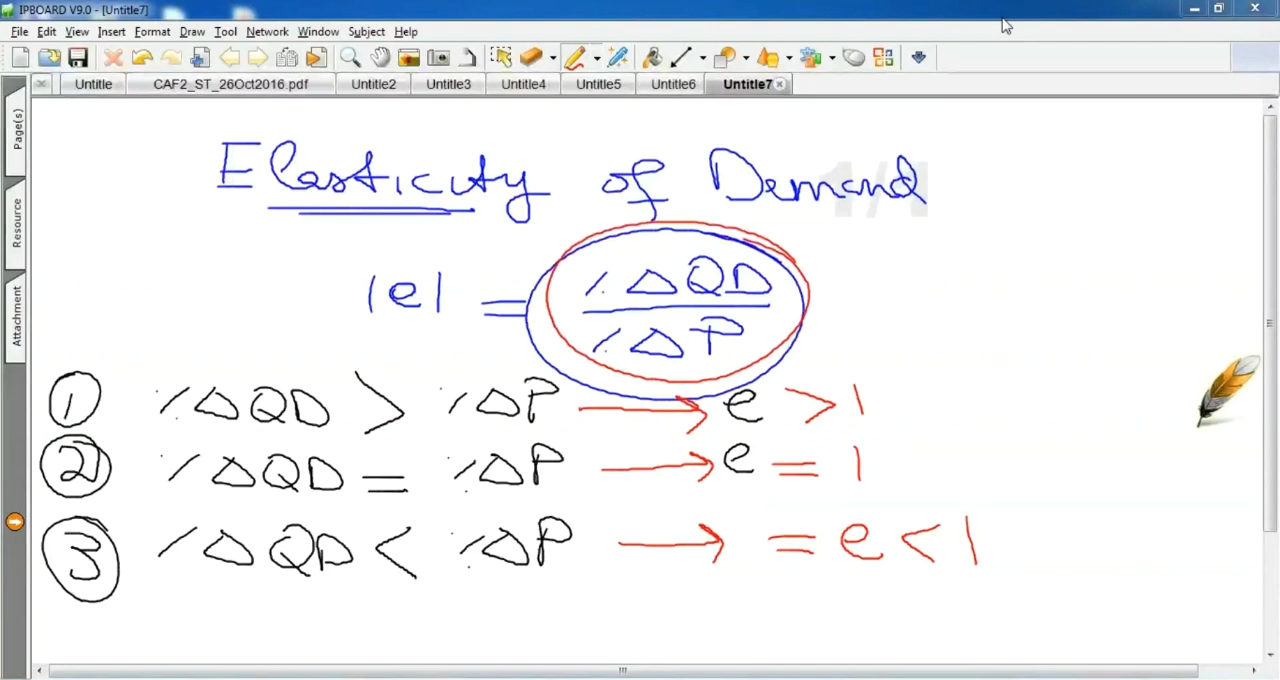 IPBOARD V9.0 - [Untitle7]
File Edit View Insert Format Draw Tool Network Window Subject Help
Untitle CAF2_ST_26Oct2016.pdf Untitle2 Untitle3 Untitle4 Untitle5 Untitle6 Untitle7
Page(s)
Resource
Attachment
1/1
Elasticity of Demand
|e| = %ΔQD / %ΔP
① %ΔQD > %ΔP → e > 1
② %ΔQD = %ΔP → e = 1
③ %ΔQD < %ΔP → = e < 1